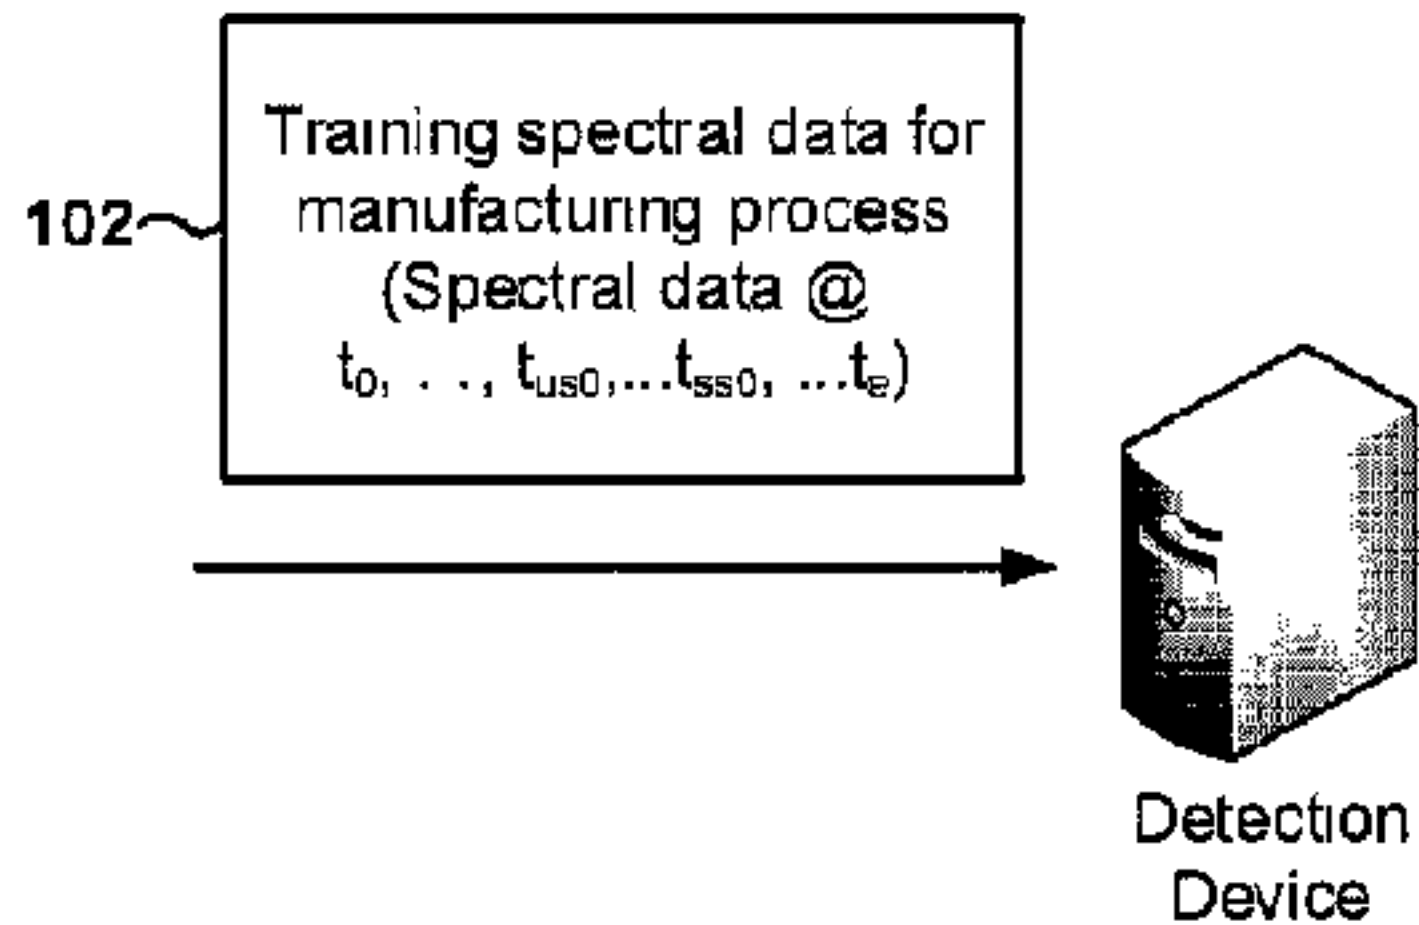 Training spectral data for
102
manufacturing process
(Spectral data @
t₀, . . , tᵤₛ₀,...tₛₛ₀, ...tₑ)
Detection
Device